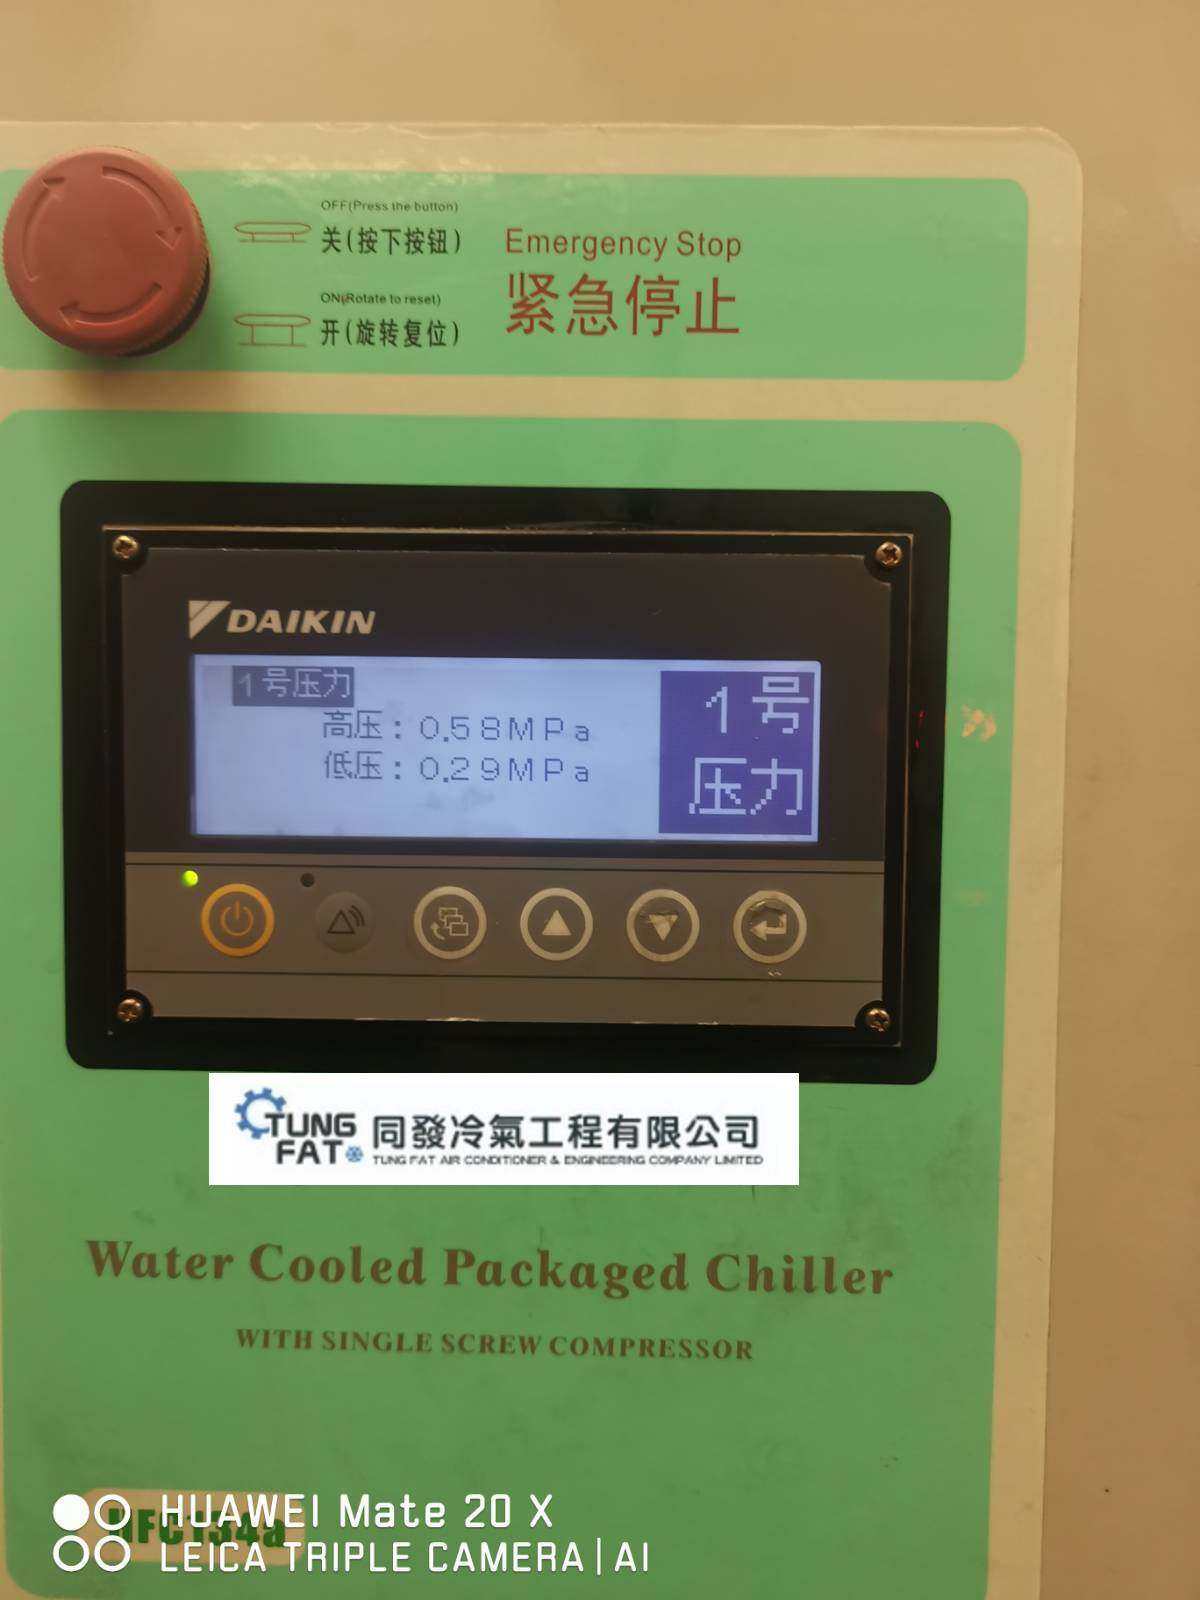 OFF(Press the button)
关(按下按钮)
ON(Rotate to reset)
开(旋转复位)
Emergency Stop
紧急停止
DAIKIN
1号压力
高压: 0.58MPa
低压: 0.29MPa
1号
压力
TUNG
FAT
同發冷氣工程有限公司
TUNG FAT AIR CONDITIONER & ENGINEERING COMPANY LIMITED
Water Cooled Packaged Chiller
WITH SINGLE SCREW COMPRESSOR
HFC134a
HUAWEI Mate 20 X
LEICA TRIPLE CAMERA | AI